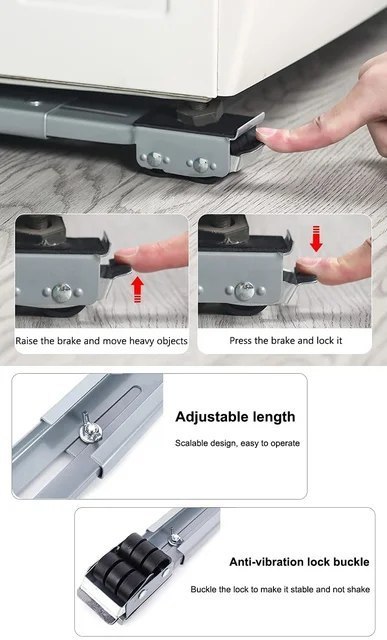 Raise the brake and move heavy objects
Press the brake and lock it
Adjustable length
Scalable design, easy to operate
Anti-vibration lock buckle
Buckle the lock to make it stable and not shake